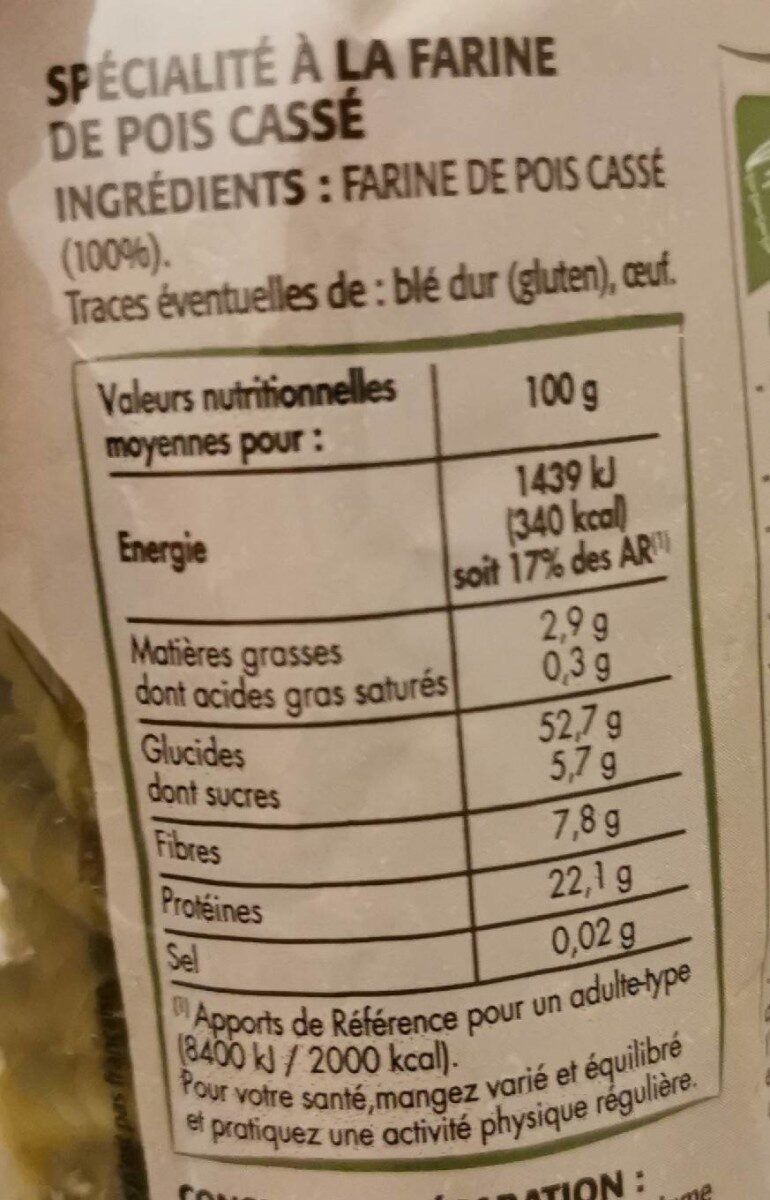 SPÉCIALITÉ À LA FARINE
DE POIS CASSÉ
INGRÉDIENTS : FARINE DE POIS CASSÉ
(100%).
Traces éventuelles de : blé dur (gluten), œuf.
Valeurs nutritionnelles
moyennes pour :
100 g
Energie
1439 kJ
(340 kcal)
soit 17% des AR(1)
Matières grasses 2,9 g
dont acides gras saturés 0,3 g
Glucides 52,7 g
dont sucres 5,7 g
Fibres 7,8 g
Protéines 22,1 g
Sel 0,02 g
(1) Apports de Référence pour un adulte-type
(8400 kJ / 2000 kcal).
Pour votre santé,mangez varié et équilibré
et pratiquez une activité physique régulière.